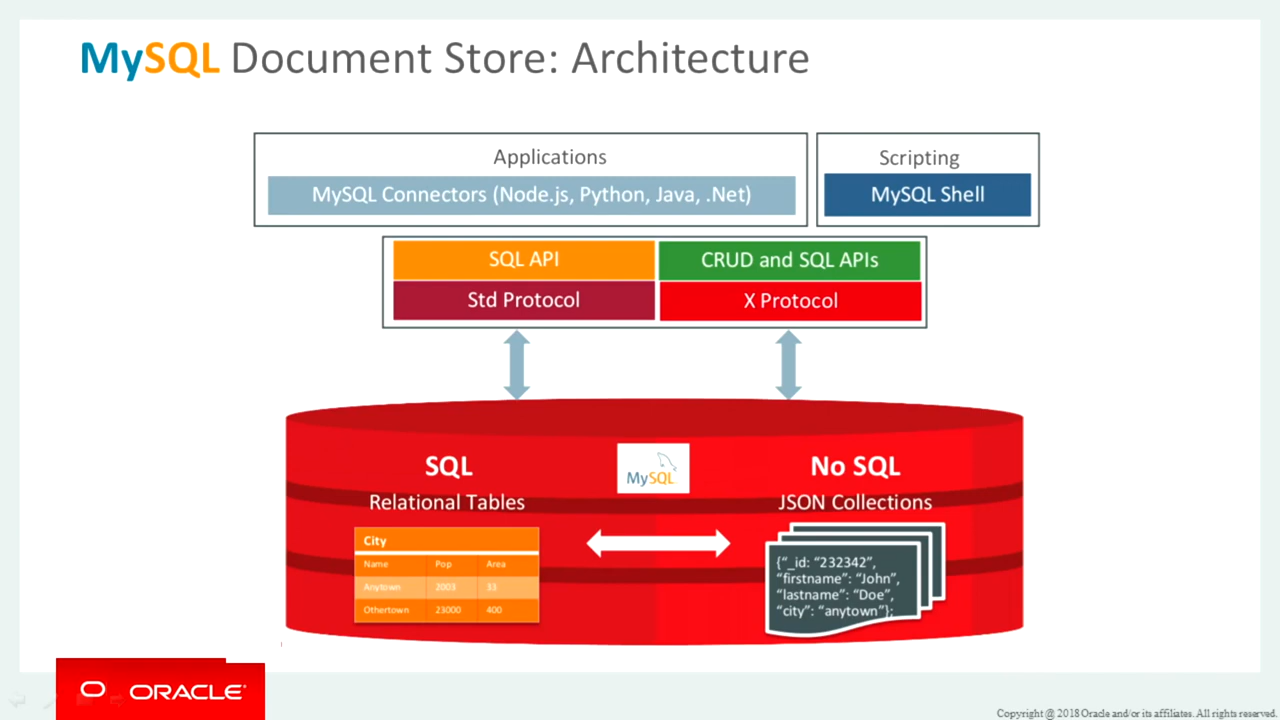 MySQL Document Store: Architecture
Applications
MySQL Connectors (Node.js, Python, Java, .Net)
Scripting
MySQL Shell
SQL API
CRUD and SQL APIs
Std Protocol
X Protocol
SQL
MySQL
No SQL
Relational Tables
JSON Collections
City
Name Pop Area
Anytown 2003 33
Othertown 23000 400
{“_id: “232342”,
“firstname”: “John”,
“lastname”: “Doe”,
“city”: “anytown”};
ORACLE®
Copyright @ 2018 Oracle and/or its affiliates. All rights reserved.